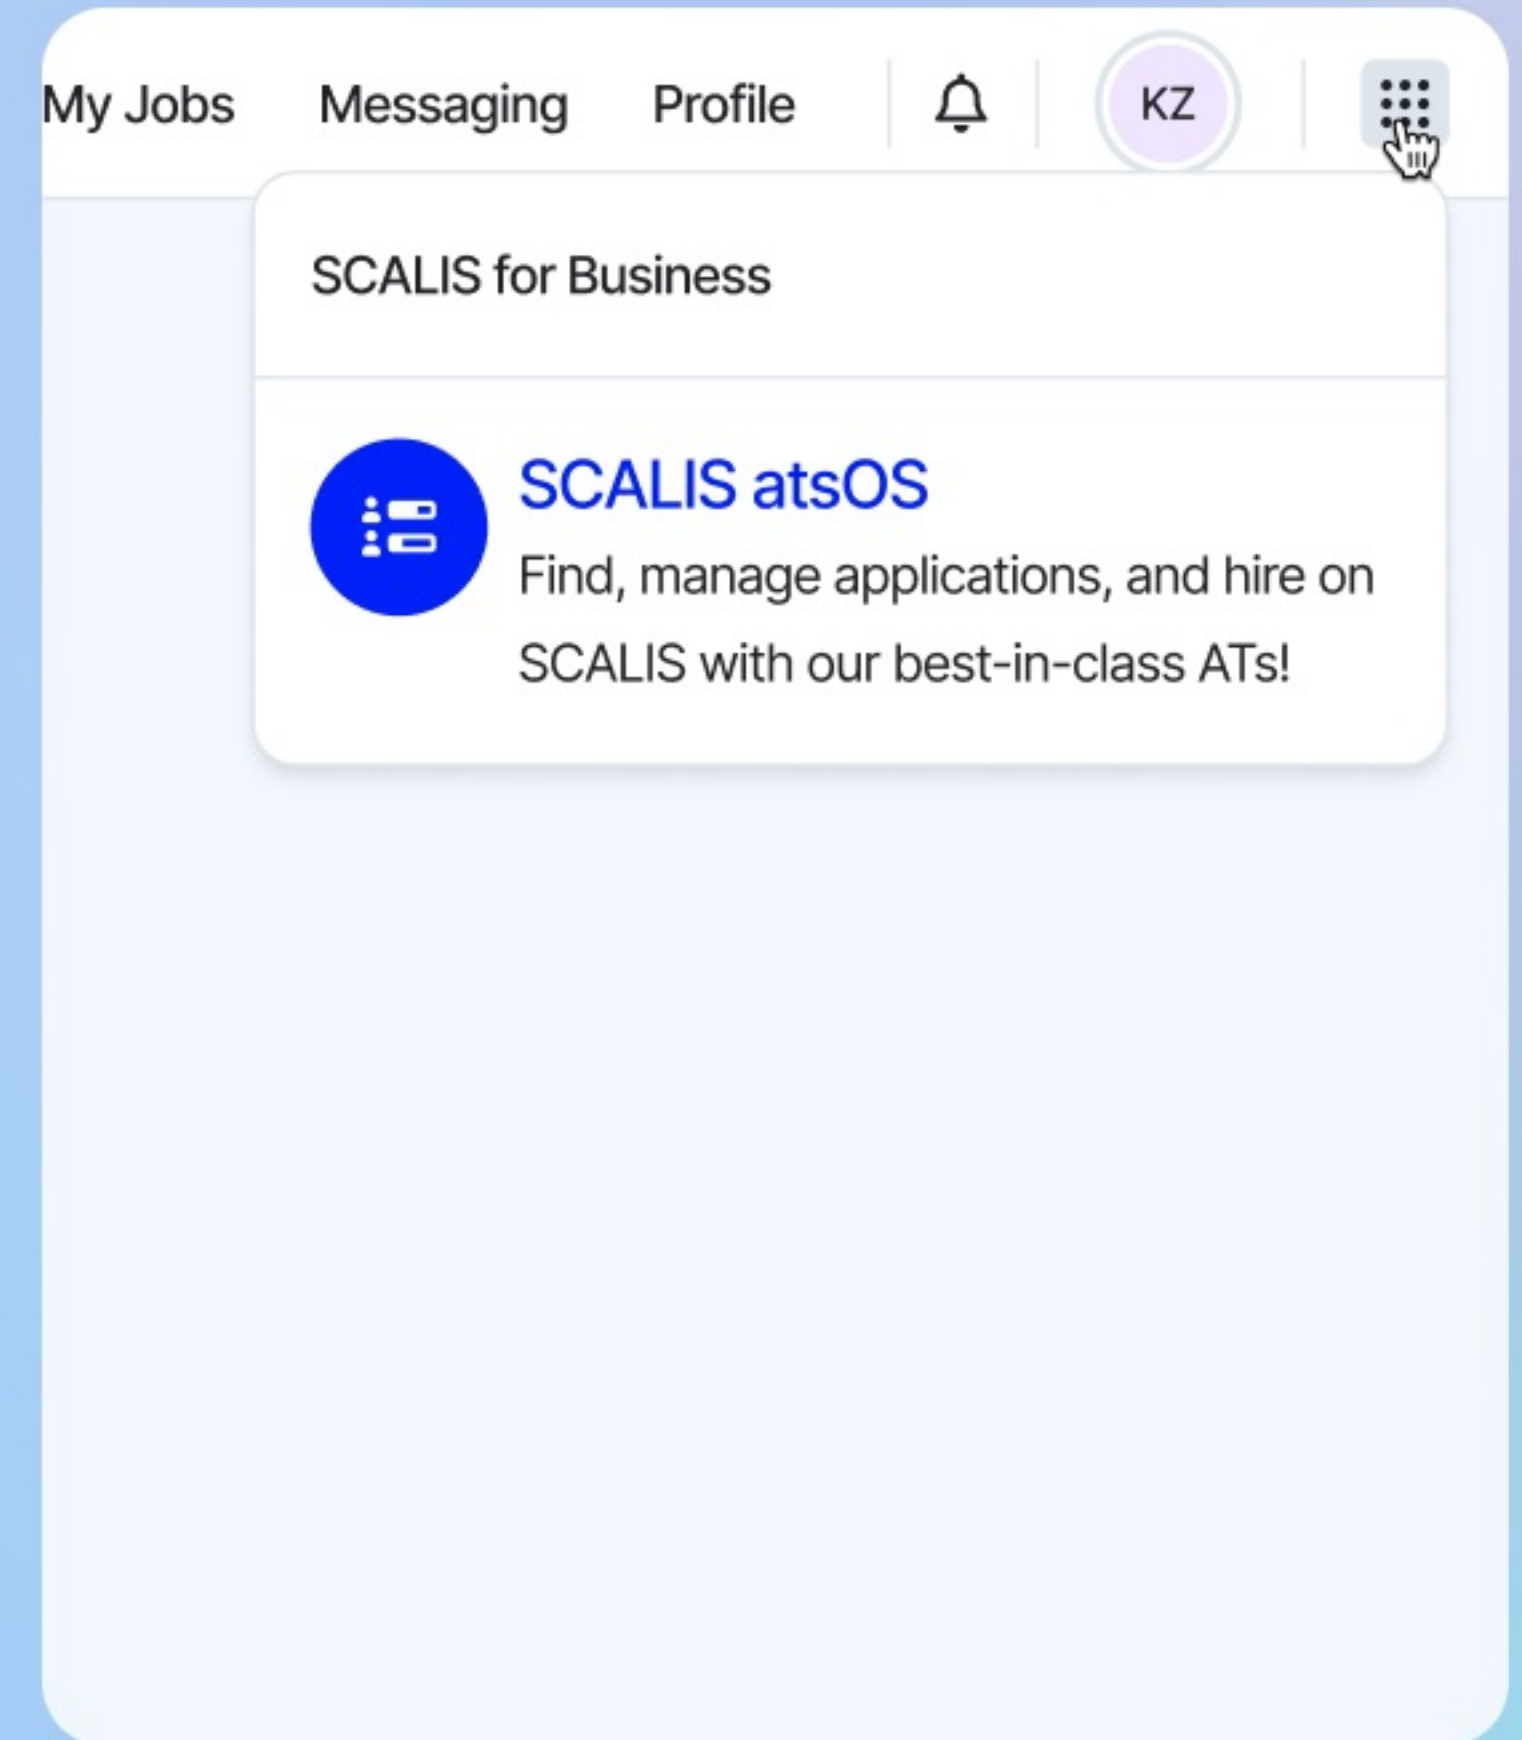 My Jobs Messaging Profile KZ
SCALIS for Business
SCALIS atsOS
Find, manage applications, and hire on
SCALIS with our best-in-class ATs!